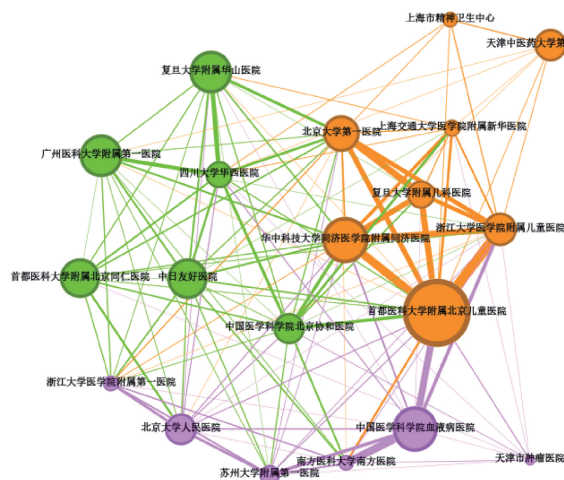 上海市精神卫生中心
天津中医药大学第
复旦大学附属华山医院
北京大学第一医院
上海交通大学医学院附属新华医院
广州医科大学附属第一医院
四川大学华西医院
复旦大学附属儿科医院
浙江大学医学院附属儿童医院
华中科技大学同济医学院附属同济医院
首都医科大学附属北京同仁医院
中日友好医院
首都医科大学附属北京儿童医院
中国医学科学院北京协和医院
浙江大学医学院附属第一医院
北京大学人民医院
中国医学科学院血液病医院
南方医科大学南方医院
天津市肿瘤医院
苏州大学附属第一医院